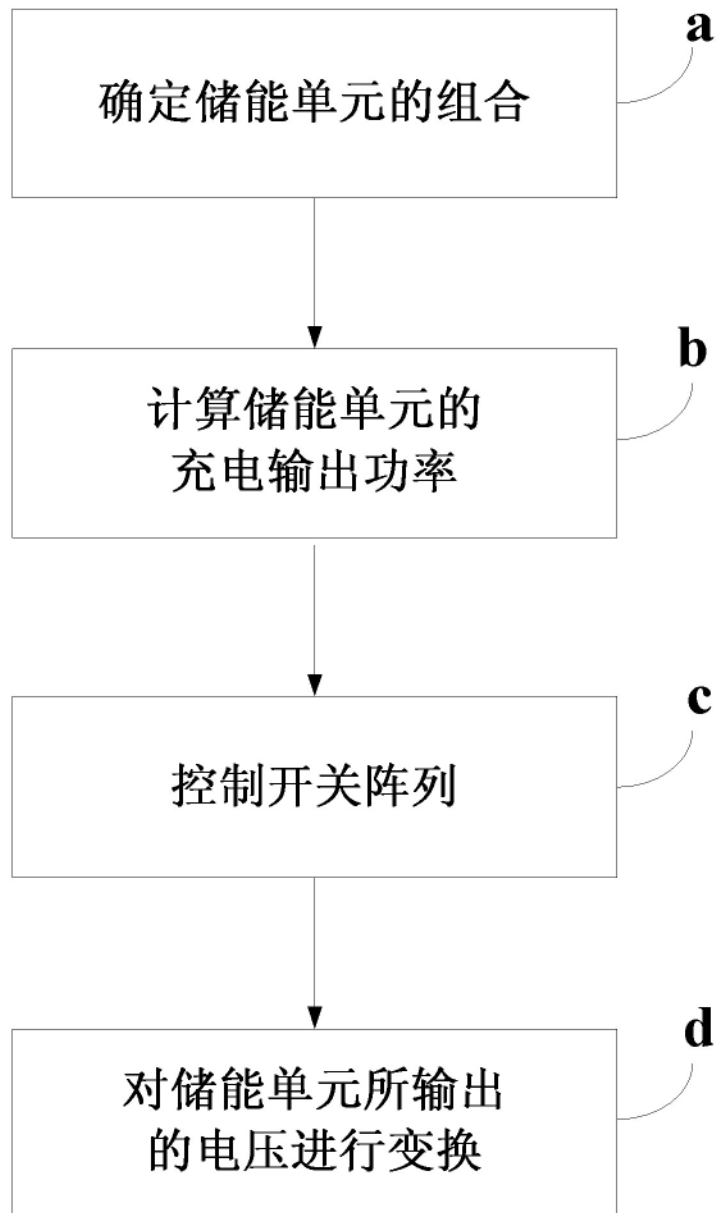 a
确定储能单元的组合
b
计算储能单元的
充电输出功率
c
控制开关阵列
d
对储能单元所输出
的电压进行变换